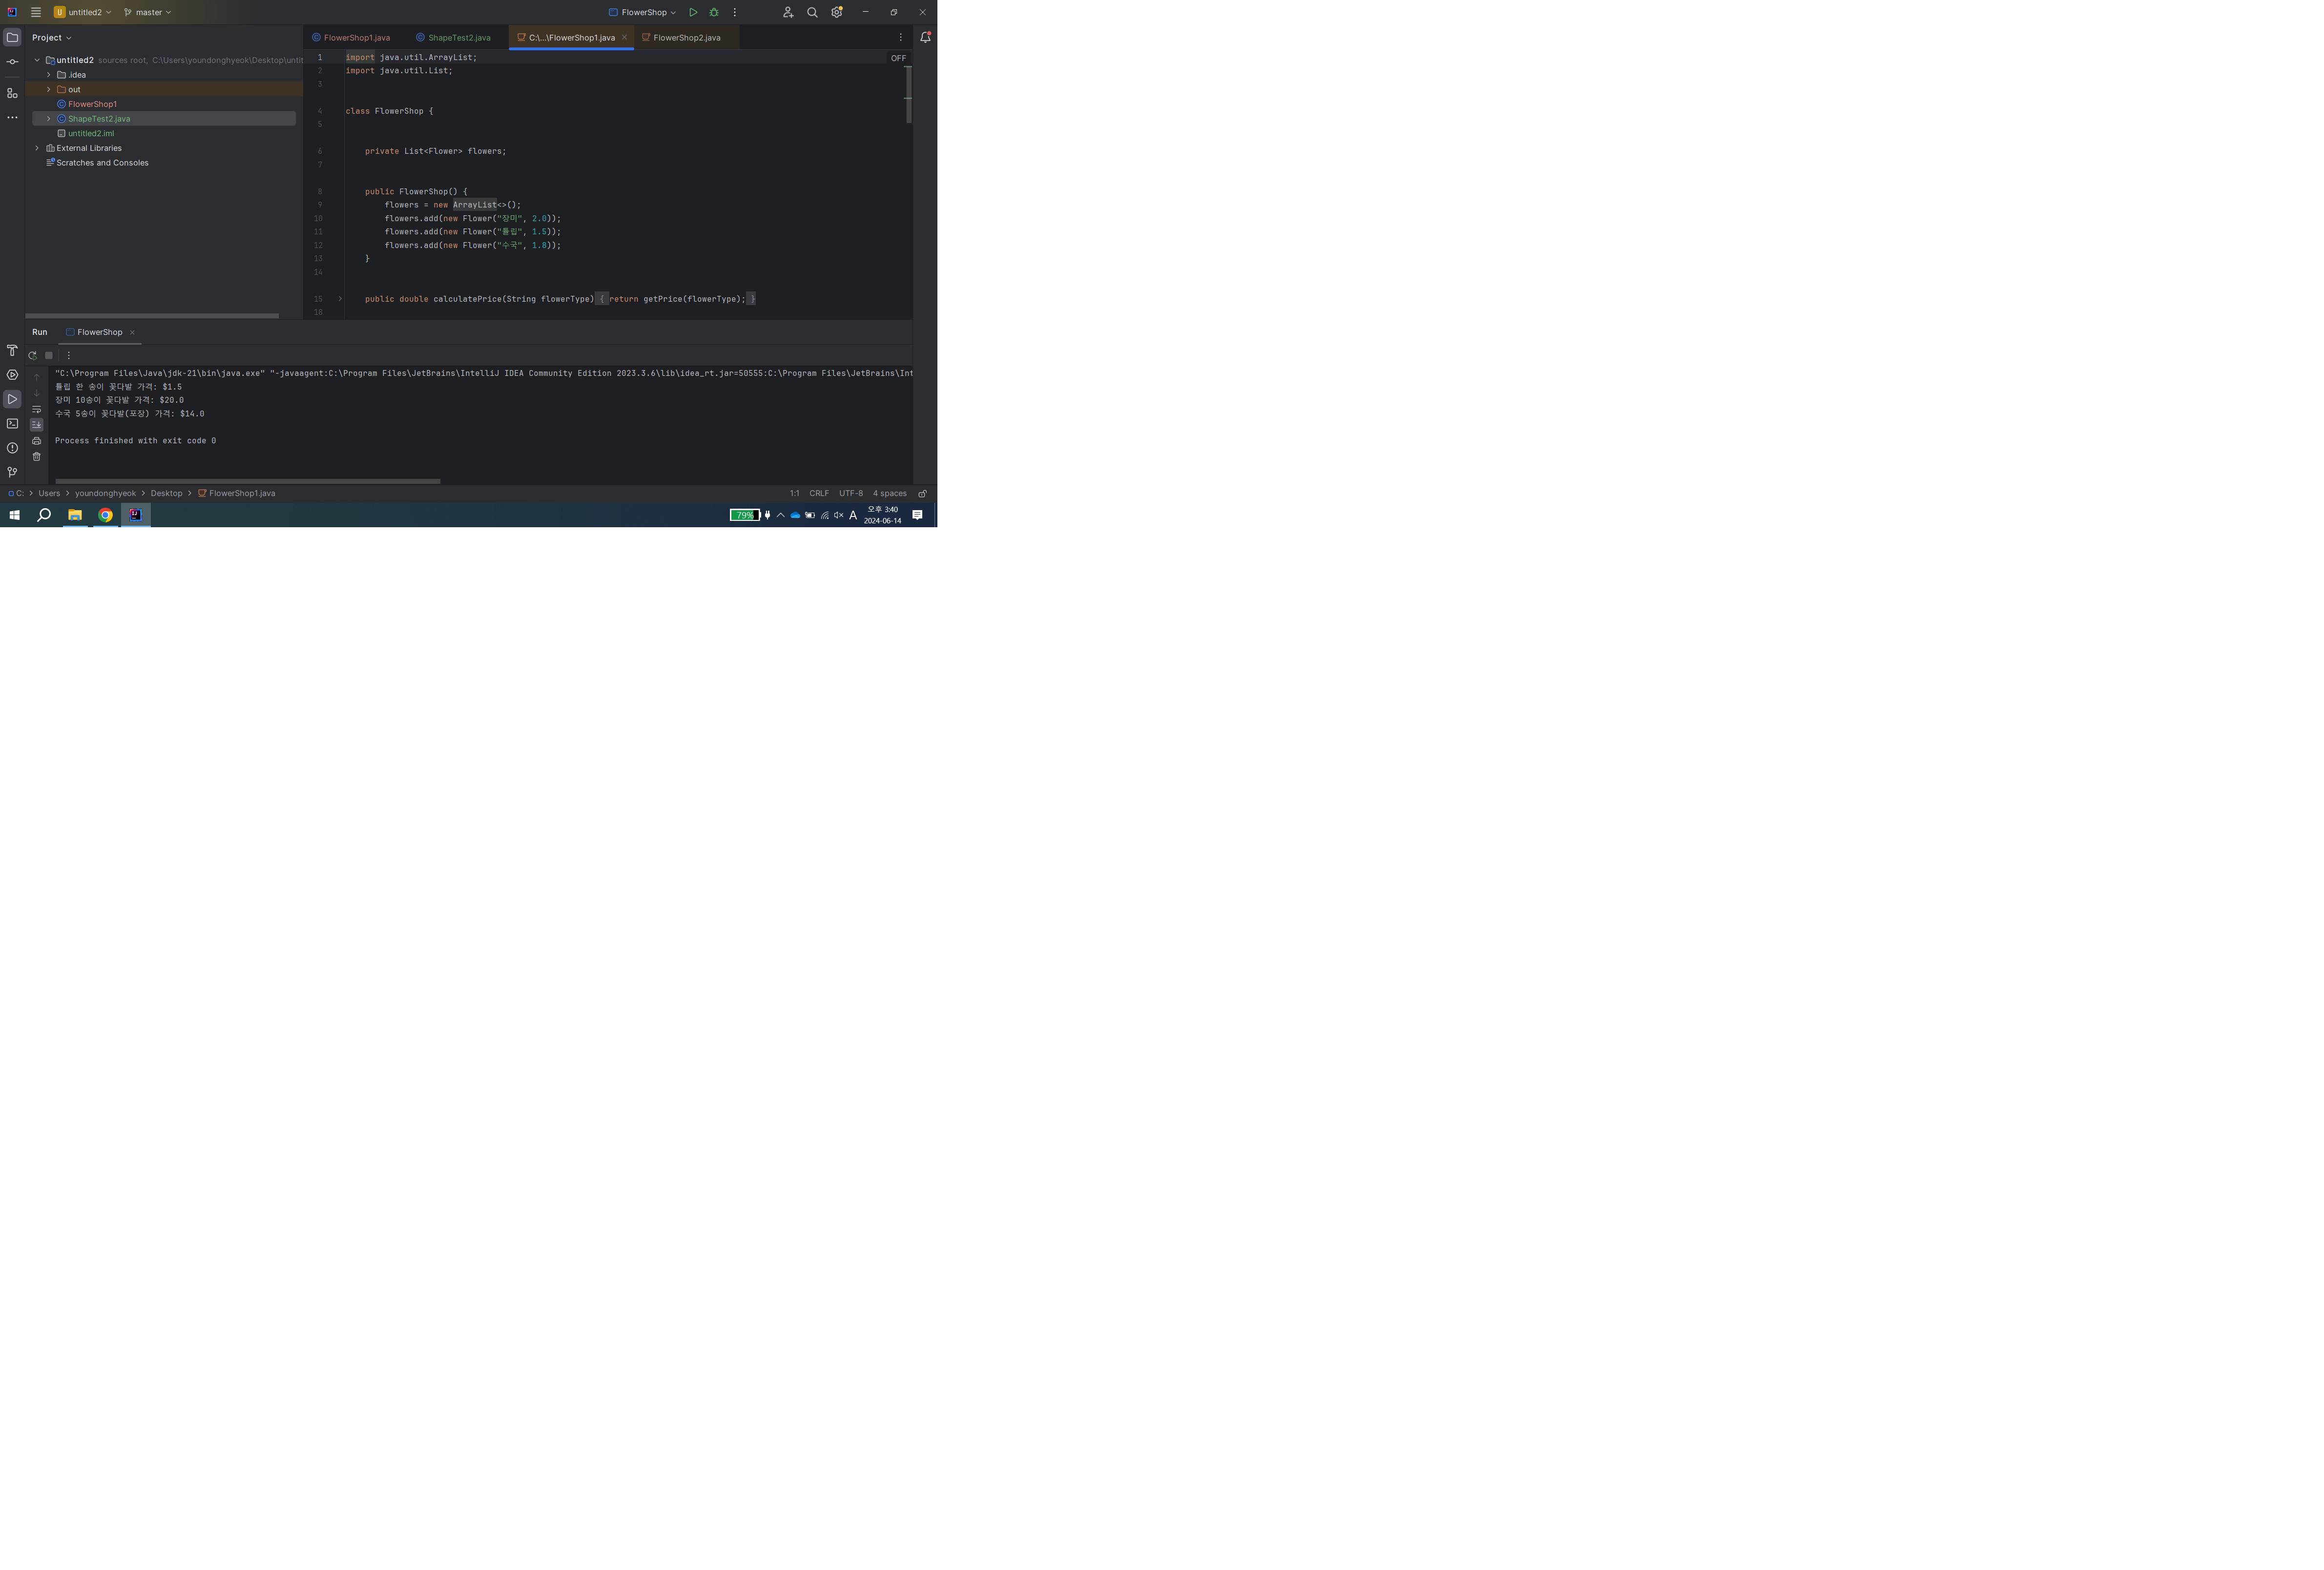 untitled2 master FlowerShop
Project
untitled2 sources root, C:\Users\youndonghyeok\Desktop\untit
.idea
out
FlowerShop1
ShapeTest2.java
untitled2.iml
External Libraries
Scratches and Consoles
FlowerShop1.java ShapeTest2.java C:\...\FlowerShop1.java FlowerShop2.java
OFF
1 import java.util.ArrayList;
2 import java.util.List;
3
4 class FlowerShop {
5
6 private List<Flower> flowers;
7
8 public FlowerShop() {
9 flowers = new ArrayList<>();
10 flowers.add(new Flower("장미", 2.0));
11 flowers.add(new Flower("튤립", 1.5));
12 flowers.add(new Flower("수국", 1.8));
13 }
14
15 public double calculatePrice(String flowerType) { return getPrice(flowerType); }
16
Run FlowerShop
"C:\Program Files\Java\jdk-21\bin\java.exe" "-javaagent:C:\Program Files\JetBrains\IntelliJ IDEA Community Edition 2023.3.6\lib\idea_rt.jar=50555:C:\Program Files\JetBrains\Int
튤립 한 송이 꽃다발 가격: $1.5
장미 10송이 꽃다발 가격: $20.0
수국 5송이 꽃다발(포장) 가격: $14.0
Process finished with exit code 0
C: Users youndonghyeok Desktop FlowerShop1.java
1:1 CRLF UTF-8 4 spaces
79% A 오후 3:40
2024-06-14